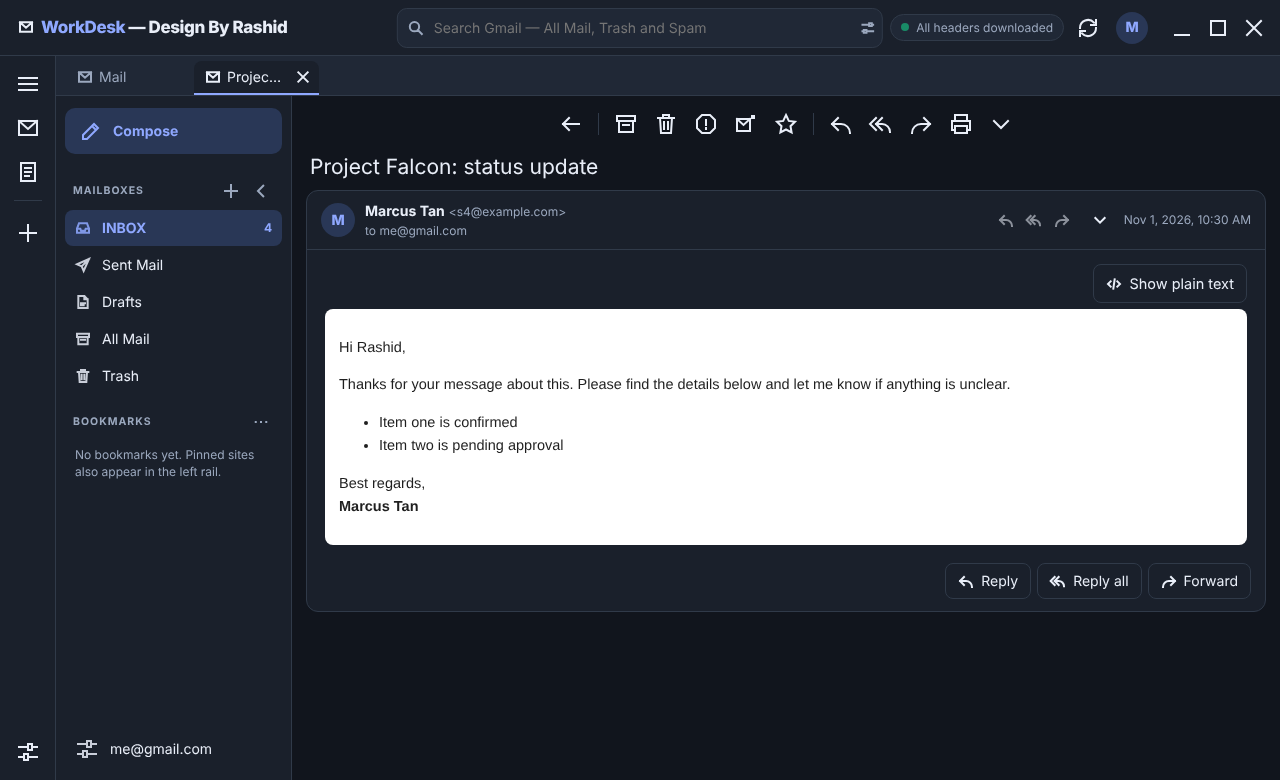 WorkDesk — Design By Rashid
Search Gmail — All Mail, Trash and Spam
All headers downloaded
M
Mail
Projec...
Compose
MAILBOXES
INBOX 4
Sent Mail
Drafts
All Mail
Trash
BOOKMARKS
No bookmarks yet. Pinned sites
also appear in the left rail.
me@gmail.com
Project Falcon: status update
M
Marcus Tan <s4@example.com>
to me@gmail.com
Nov 1, 2026, 10:30 AM
Show plain text
Hi Rashid,
Thanks for your message about this. Please find the details below and let me know if anything is unclear.
• Item one is confirmed
• Item two is pending approval
Best regards,
Marcus Tan
Reply
Reply all
Forward